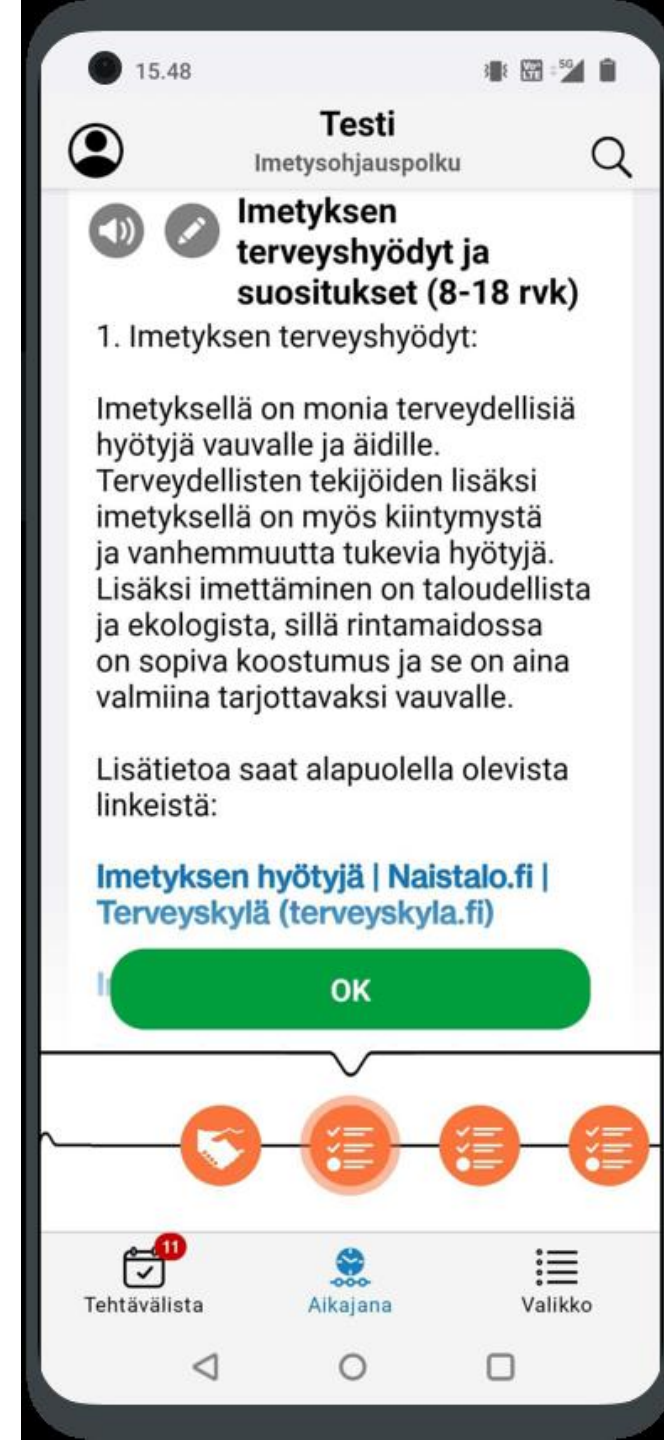 15.48
5G
Testi
Imetysohjauspolku
Imetyksen
terveyshyödyt ja
suositukset (8-18 rvk)
1. Imetyksen terveyshyödyt:
Imetyksellä on monia terveydellisiä
hyötyjä vauvalle ja äidille.
Terveydellisten tekijöiden lisäksi
imetyksellä on myös kiintymystä
ja vanhemmuutta tukevia hyötyjä.
Lisäksi imettäminen on taloudellista
ja ekologista, sillä rintamaidossa
on sopiva koostumus ja se on aina
valmiina tarjottavaksi vauvalle.
Lisätietoa saat alapuolella olevista
linkeistä:
Imetyksen hyötyjä | Naistalo.fi |
Terveyskylä (terveyskyla.fi)
OK
11
Tehtävälista
Aikajana
Valikko